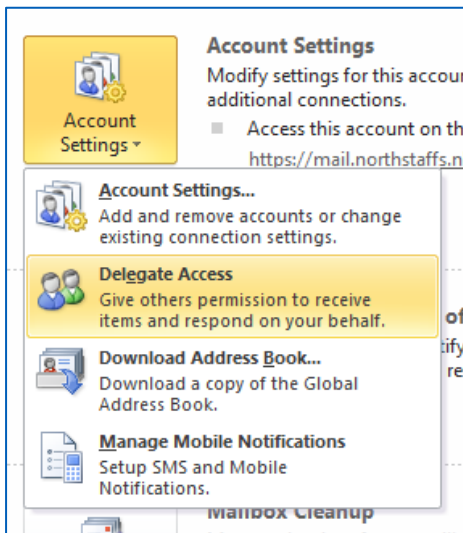 Account Settings
Modify settings for this
additional connections.
Account
Settings
Access this account on
https://mail.northstaffs.n
Account Settings...
Add and remove accounts or change
existing connection settings.
Delegate Access
Give others permission to receive
items and respond on your behalf.
Download Address Book...
Download a copy of the Global
Address Book.
Manage Mobile Notifications
Setup SMS and Mobile
Notifications.
Mailbox Cleanup